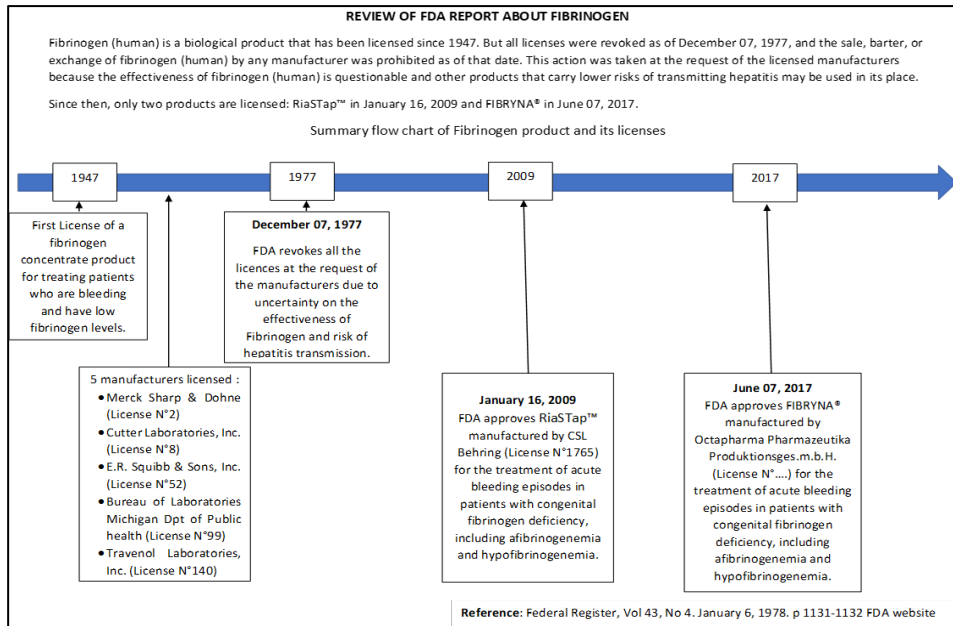 REVIEW OF FDA REPORT ABOUT FIBRINOGEN
Fibrinogen (human) is a biological product that has been licensed since 1947. But all licenses were revoked as of December 07, 1977, and the sale, barter, or
exchange of fibrinogen (human) by any manufacturer was prohibited as of that date. This action was taken at the request of the licensed manufacturers
because the effectiveness of fibrinogen (human) is questionable and other products that carry lower risks of transmitting hepatitis may be used in its place.
Since then, only two products are licensed: RiaSTap™ in January 16, 2009 and FIBRYNA® in June 07, 2017.
Summary flow chart of Fibrinogen product and its licenses
1947
1977
2009
2017
First License of a
fibrinogen
concentrate product
for treating patients
who are bleeding
and have low
fibrinogen levels.
5 manufacturers licensed :
●Merck Sharp & Dohne
(License N°2)
●Cutter Laboratories, Inc.
(License N°8)
●E.R. Squibb & Sons, Inc.
(License N°52)
●Bureau of Laboratories
Michigan Dpt of Public
health (License N°99)
●Travenol Laboratories,
Inc. (License N°140)
December 07, 1977
FDA revokes all the
licences at the request of
the manufacturers due to
uncertainty on the
effectiveness of
Fibrinogen and risk of
hepatitis transmission.
January 16, 2009
FDA approves RiaSTap™
manufactured by CSL
Behring (License N°1765)
for the treatment of acute
bleeding episodes in
patients with congenital
fibrinogen deficiency,
including afibrinogenemia
and hypofibrinogenemia.
June 07, 2017
FDA approves FIBRYNA®
manufactured by
Octapharma Pharmazeutika
Produktionsges.m.b.H.
(License N°....) for the
treatment of acute bleeding
episodes in patients with
congenital fibrinogen
deficiency, including
afibrinogenemia and
hypofibrinogenemia.
Reference: Federal Register, Vol 43, No 4. January 6, 1978. p 1131-1132 FDA website